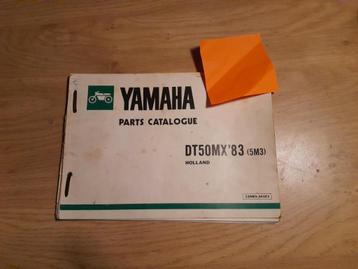 YAMAHA
PARTS CATALOGUE
DT50MX'83 (5M3)
HOLLAND